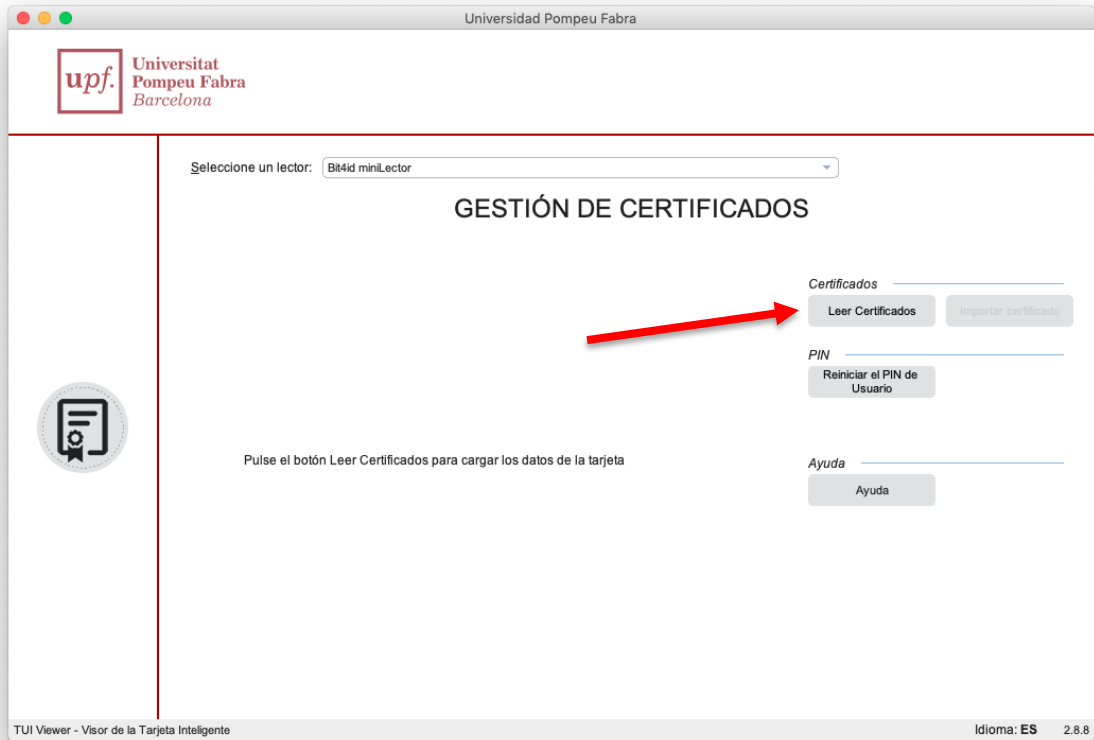 Universidad Pompeu Fabra
upf.
Universitat
Pompeu Fabra
Barcelona
Seleccione un lector: Bit4id miniLector
GESTIÓN DE CERTIFICADOS
Certificados
Leer Certificados Importar certificado
PIN
Reiniciar el PIN de
Usuario
Pulse el botón Leer Certificados para cargar los datos de la tarjeta
Ayuda
Ayuda
TUI Viewer - Visor de la Tarjeta Inteligente Idioma: ES 2.8.8